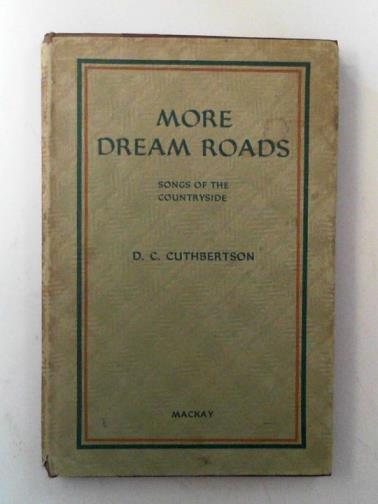 MORE
DREAM ROADS
SONGS OF THE
COUNTRYSIDE
D. C. CUTHBERTSON
MACKAY